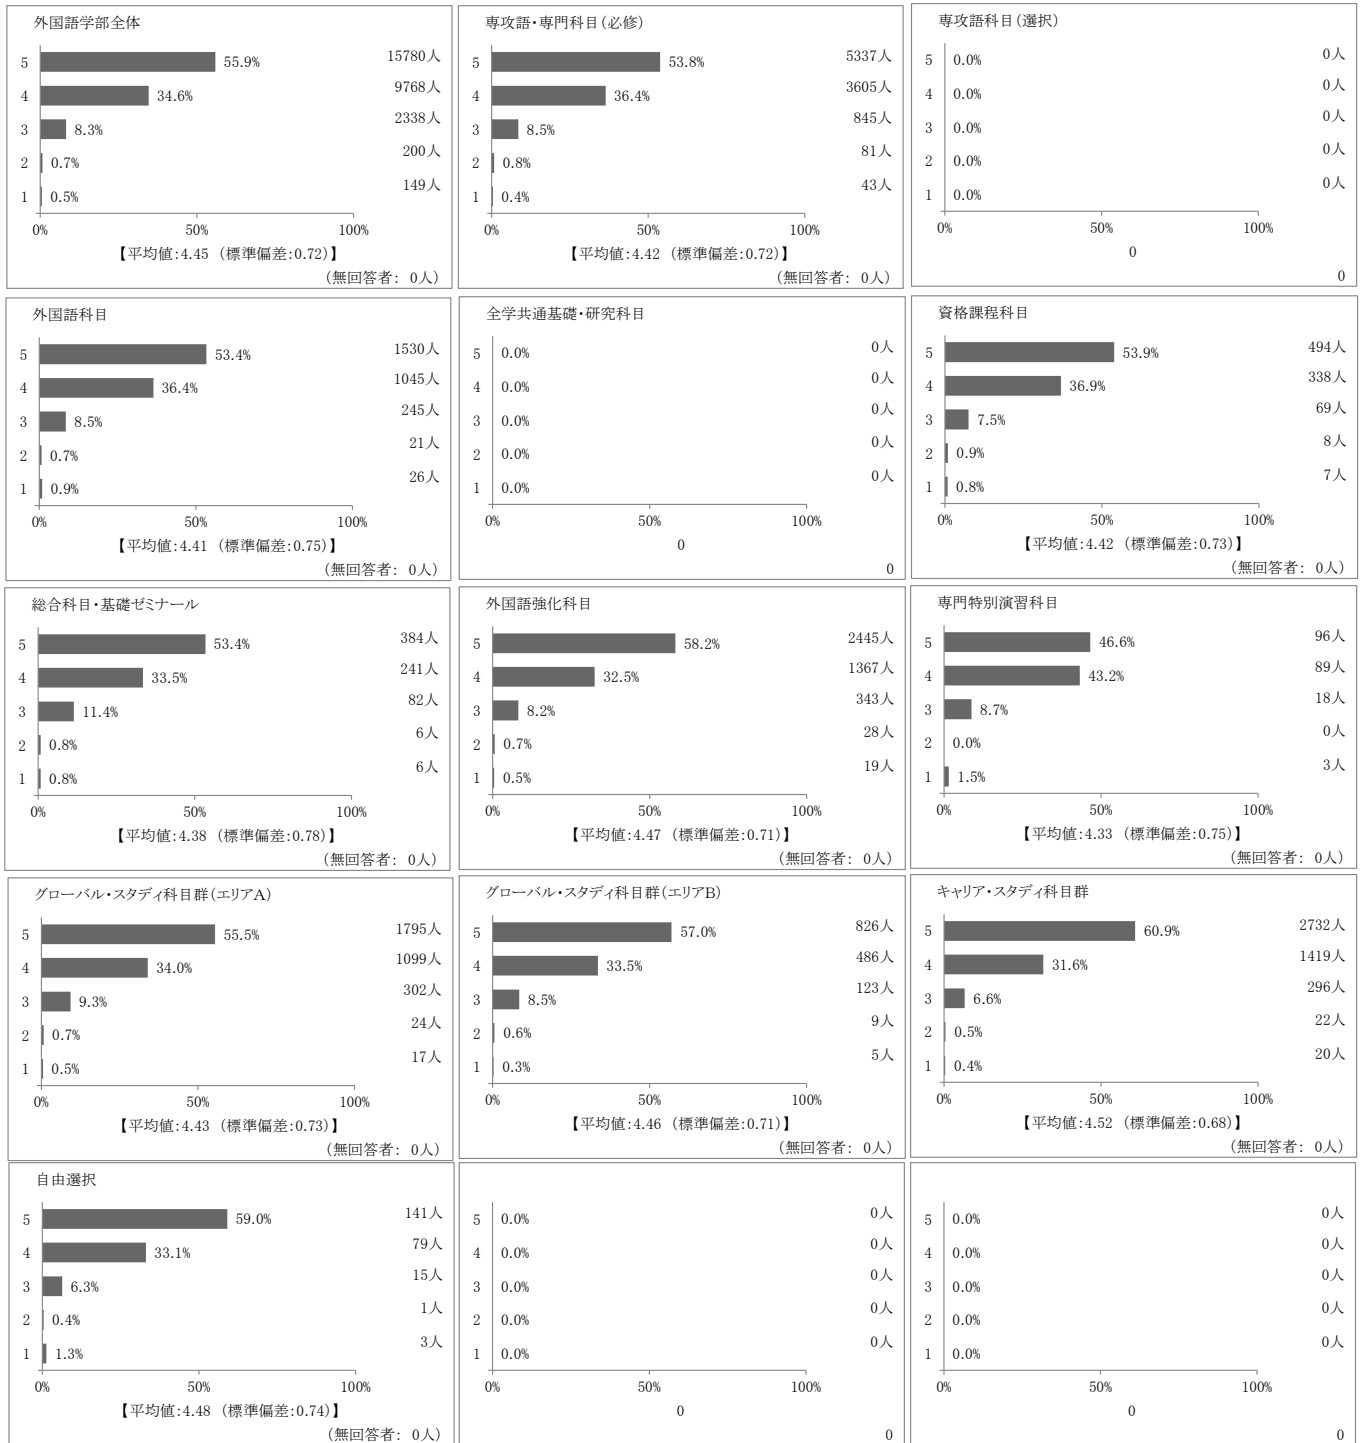 外国語学部全体
5 55.9% 15780人
4 34.6% 9768人
3 8.3% 2338人
2 0.7% 200人
1 0.5% 149人
0% 50% 100%
【平均値:4.45 (標準偏差:0.72)】
(無回答者: 0人)
専攻語・専門科目(必修)
5 53.8% 5337人
4 36.4% 3605人
3 8.5% 845人
2 0.8% 81人
1 0.4% 43人
0% 50% 100%
【平均値:4.42 (標準偏差:0.72)】
(無回答者: 0人)
専攻語科目(選択)
5 0.0% 0人
4 0.0% 0人
3 0.0% 0人
2 0.0% 0人
1 0.0% 0人
0% 50% 100%
0
0
外国語科目
5 53.4% 1530人
4 36.4% 1045人
3 8.5% 245人
2 0.7% 21人
1 0.9% 26人
0% 50% 100%
【平均値:4.41 (標準偏差:0.75)】
(無回答者: 0人)
全学共通基礎・研究科目
5 0.0% 0人
4 0.0% 0人
3 0.0% 0人
2 0.0% 0人
1 0.0% 0人
0% 50% 100%
0
0
資格課程科目
5 53.9% 494人
4 36.9% 338人
3 7.5% 69人
2 0.9% 8人
1 0.8% 7人
0% 50% 100%
【平均値:4.42 (標準偏差:0.73)】
(無回答者: 0人)
総合科目・基礎ゼミナール
5 53.4% 384人
4 33.5% 241人
3 11.4% 82人
2 0.8% 6人
1 0.8% 6人
0% 50% 100%
【平均値:4.38 (標準偏差:0.78)】
(無回答者: 0人)
外国語強化科目
5 58.2% 2445人
4 32.5% 1367人
3 8.2% 343人
2 0.7% 28人
1 0.5% 19人
0% 50% 100%
【平均値:4.47 (標準偏差:0.71)】
(無回答者: 0人)
専門特別演習科目
5 46.6% 96人
4 43.2% 89人
3 8.7% 18人
2 0.0% 0人
1 1.5% 3人
0% 50% 100%
【平均値:4.33 (標準偏差:0.75)】
(無回答者: 0人)
グローバル・スタディ科目群(エリアA)
5 55.5% 1795人
4 34.0% 1099人
3 9.3% 302人
2 0.7% 24人
1 0.5% 17人
0% 50% 100%
【平均値:4.43 (標準偏差:0.73)】
(無回答者: 0人)
グローバル・スタディ科目群(エリアB)
5 57.0% 826人
4 33.5% 486人
3 8.5% 123人
2 0.6% 9人
1 0.3% 5人
0% 50% 100%
【平均値:4.46 (標準偏差:0.71)】
(無回答者: 0人)
キャリア・スタディ科目群
5 60.9% 2732人
4 31.6% 1419人
3 6.6% 296人
2 0.5% 22人
1 0.4% 20人
0% 50% 100%
【平均値:4.52 (標準偏差:0.68)】
(無回答者: 0人)
自由選択
5 59.0% 141人
4 33.1% 79人
3 6.3% 15人
2 0.4% 1人
1 1.3% 3人
0% 50% 100%
【平均値:4.48 (標準偏差:0.74)】
(無回答者: 0人)
5 0.0% 0人
4 0.0% 0人
3 0.0% 0人
2 0.0% 0人
1 0.0% 0人
0% 50% 100%
0
0
5 0.0% 0人
4 0.0% 0人
3 0.0% 0人
2 0.0% 0人
1 0.0% 0人
0% 50% 100%
0
0